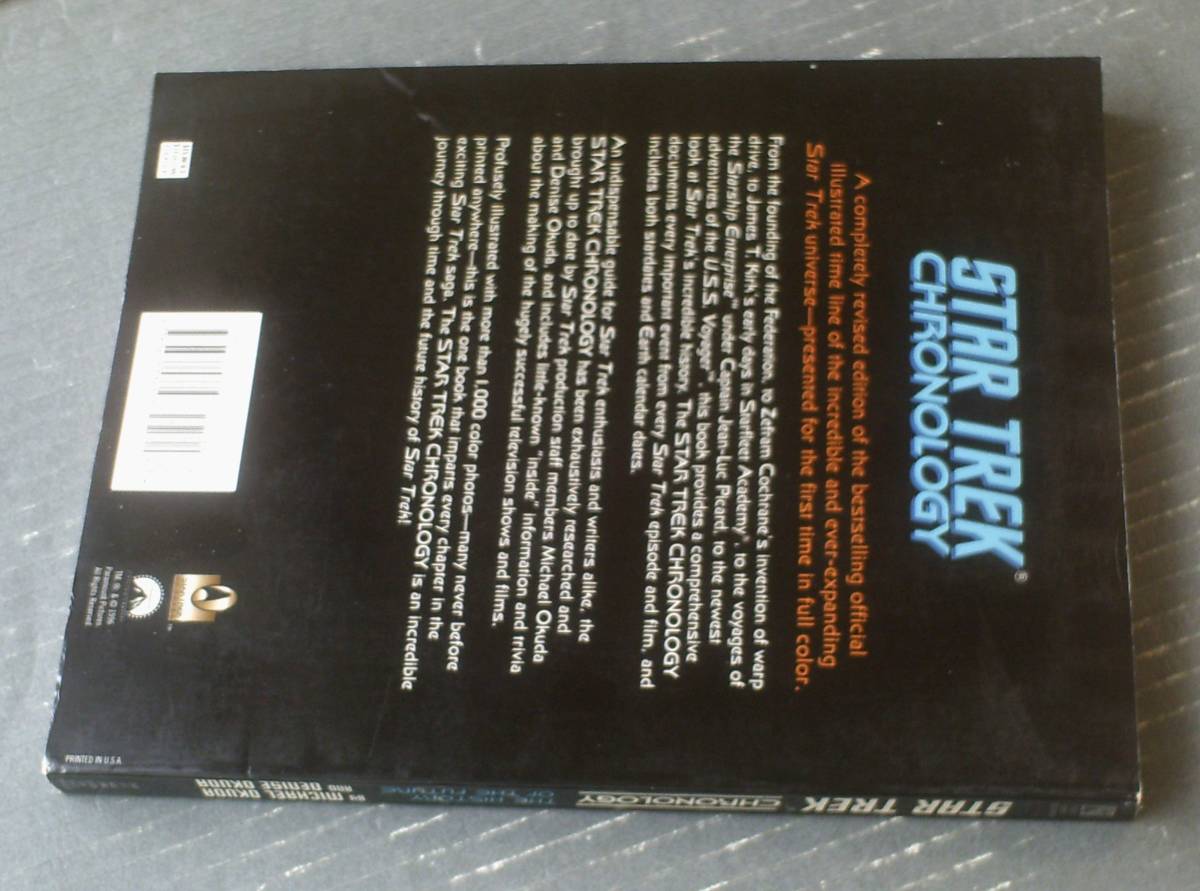 STAR TREK®
CHRONOLOGY
A completely revised edition of the bestselling official
illustrated time line of the incredible and ever-expanding
Star Trek universe—presented for the first time in full color.
From the founding of the Federation, to Zefram Cochrane's invention of warp
drive, to James T. Kirk's early days in Starfleet Academy™, to the voyages of
the Starship Enterprise™ under Captain Jean-Luc Picard, to the newest
adventures of the U.S.S. Voyager™, this book provides a comprehensive
look at Star Trek's incredible history. The STAR TREK CHRONOLOGY
documents every important event from every Star Trek episode and film, and
includes both stardates and Earth calendar dates.
An indispensable guide for Star Trek enthusiasts and writers alike, the
STAR TREK CHRONOLOGY has been exhaustively researched and
brought up to date by Star Trek production staff members Michael Okuda
and Denise Okuda, and includes little-known "inside" information and trivia
about the making of the hugely successful television shows and films.
Profusely illustrated with more than 1,000 color photos—many never before
printed anywhere—this is the one book that imparts every chapter in the
exciting Star Trek saga. The STAR TREK CHRONOLOGY is an incredible
journey through time and the future history of Star Trek!
TM, ®, & © 1996
Paramount Pictures.
All Rights Reserved.
PRINTED IN U.S.A.
STAR TREK
CHRONOLOGY
THE HISTORY
OF THE FUTURE
BY MICHAEL OKUDA
AND DENISE OKUDA